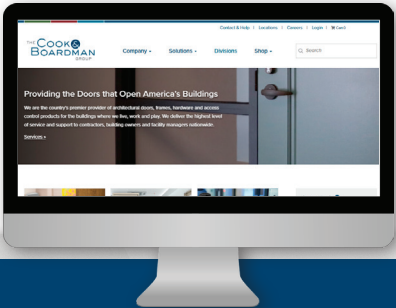 Contact & Help | Locations | Careers | Login | Cart
THE COOK & BOARDMAN GROUP
Company Solutions Divisions Shop Search
Providing the Doors that Open America's Buildings
We are the country's premier provider of architectural doors, frames, hardware and access
control products for the buildings where we live, work and play. We deliver the highest level
of service and support to contractors, building owners and facility managers nationwide.
Services »